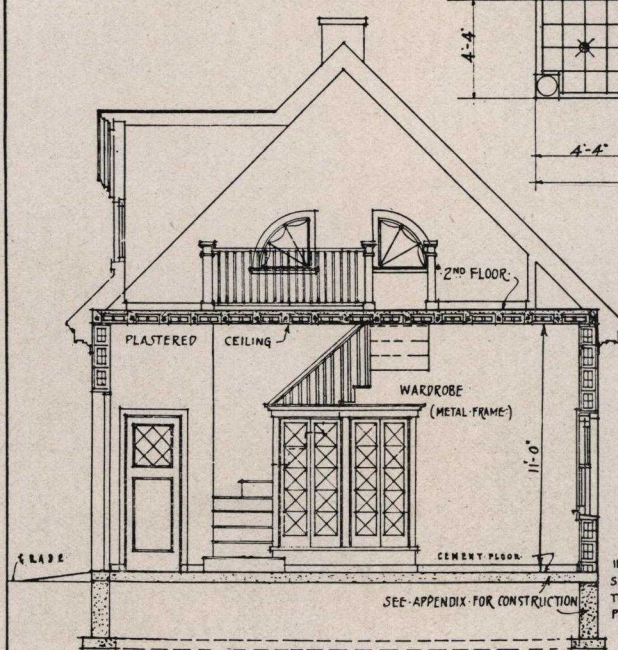 4'-4"
4'-4"
2ND FLOOR
PLASTERED CEILING
WARDROBE
(METAL·FRAME)
11'-0"
CEMENT·FLOOR
GRADE
SEE·APPENDIX·FOR CONSTRUCTION